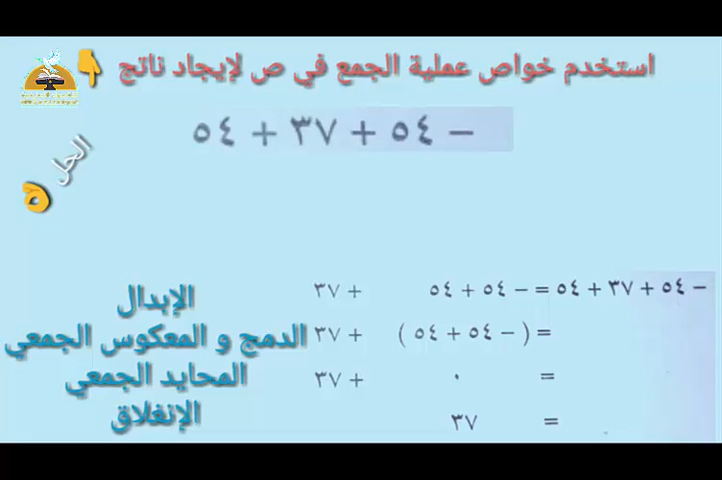 استخدم خواص عملية الجمع في ص لإيجاد ناتج
− ٥٤ + ٣٧ + ٥٤
الحل
− ٥٤ + ٣٧ + ٥٤ = − ٥٤ + ٥٤ + ٣٧ الإبدال
= ( − ٥٤ + ٥٤ ) + ٣٧ الدمج و المعكوس الجمعي
= ٠ + ٣٧ المحايد الجمعي
= ٣٧ الإنغلاق